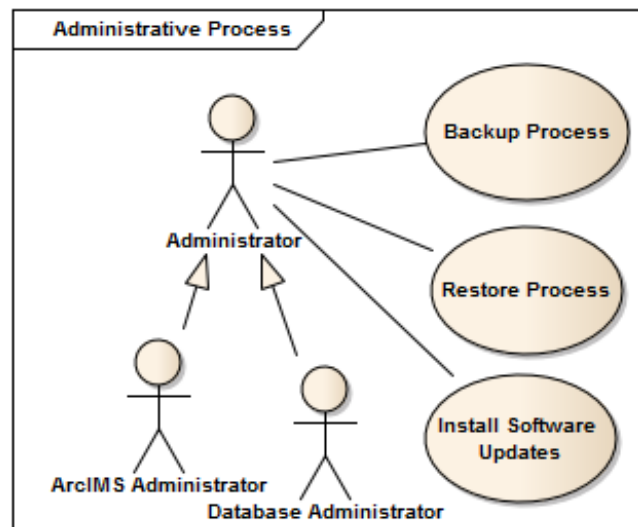 Administrative Process
Backup Process
Administrator
Restore Process
Install Software
Updates
ArcIMS Administrator
Database Administrator